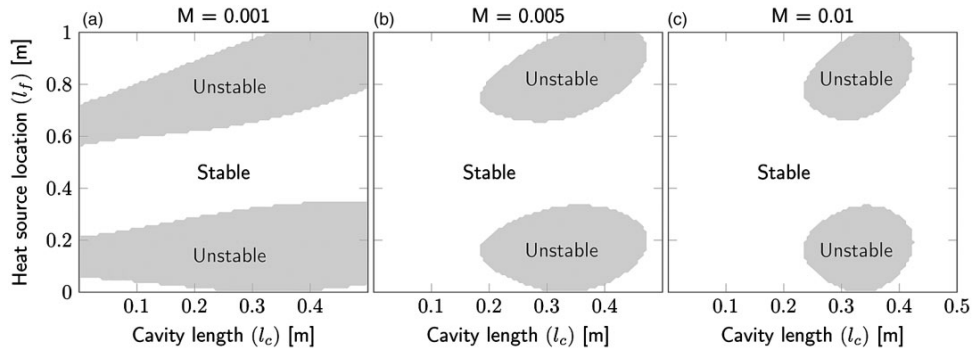 (a) M = 0.001
(b) M = 0.005
(c) M = 0.01
Heat source location (l_f) [m]
1
0.8
0.6
0.4
0.2
0
Unstable
Stable
Unstable
Unstable
Stable
Unstable
Unstable
Stable
Unstable
0.1 0.2 0.3 0.4
0.1 0.2 0.3 0.4
0.1 0.2 0.3 0.4 0.5
Cavity length (l_c) [m]
Cavity length (l_c) [m]
Cavity length (l_c) [m]